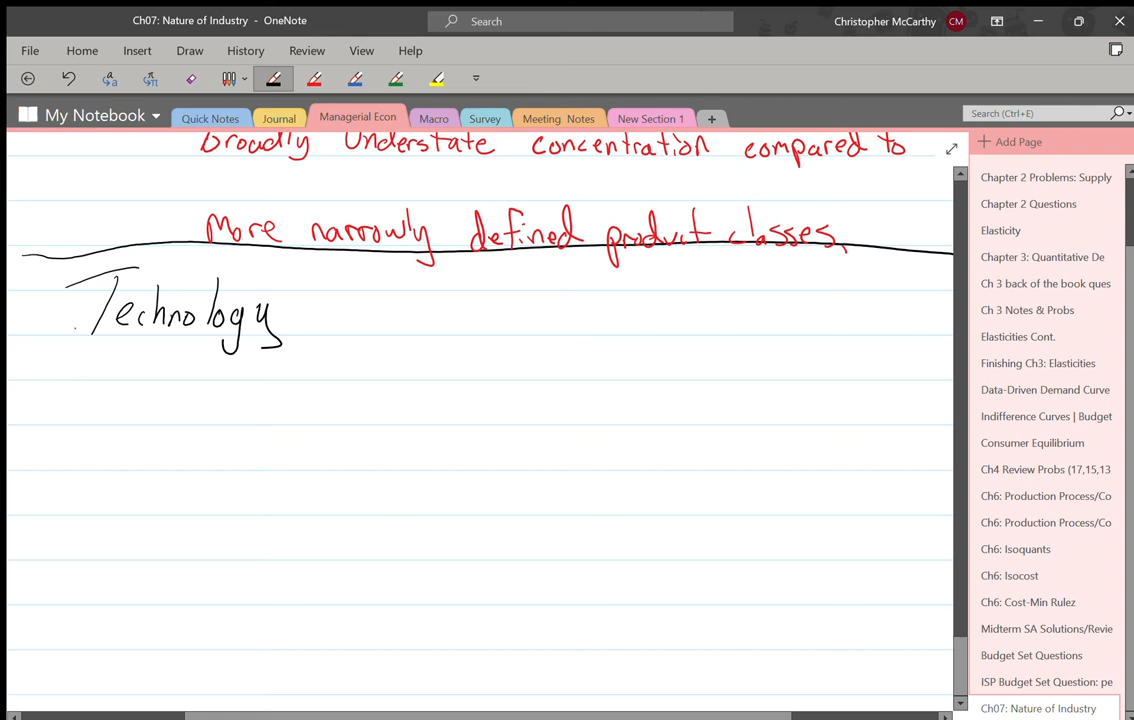 Ch07: Nature of Industry - OneNote
Search
Christopher McCarthy CM
File Home Insert Draw History Review View Help
My Notebook Quick Notes Journal Managerial Econ Macro Survey Meeting Notes New Section 1 +
Search (Ctrl+E)
broadly understate concentration compared to
More narrowly defined product classes,
Technology
Add Page
Chapter 2 Problems: Supply
Chapter 2 Questions
Elasticity
Chapter 3: Quantitative De
Ch 3 back of the book ques
Ch 3 Notes & Probs
Elasticities Cont.
Finishing Ch3: Elasticities
Data-Driven Demand Curve
Indifference Curves | Budget
Consumer Equilibrium
Ch4 Review Probs (17,15,13
Ch6: Production Process/Co
Ch6: Production Process/Co
Ch6: Isoquants
Ch6: Isocost
Ch6: Cost-Min Rulez
Midterm SA Solutions/Revie
Budget Set Questions
ISP Budget Set Question: pe
Ch07: Nature of Industry